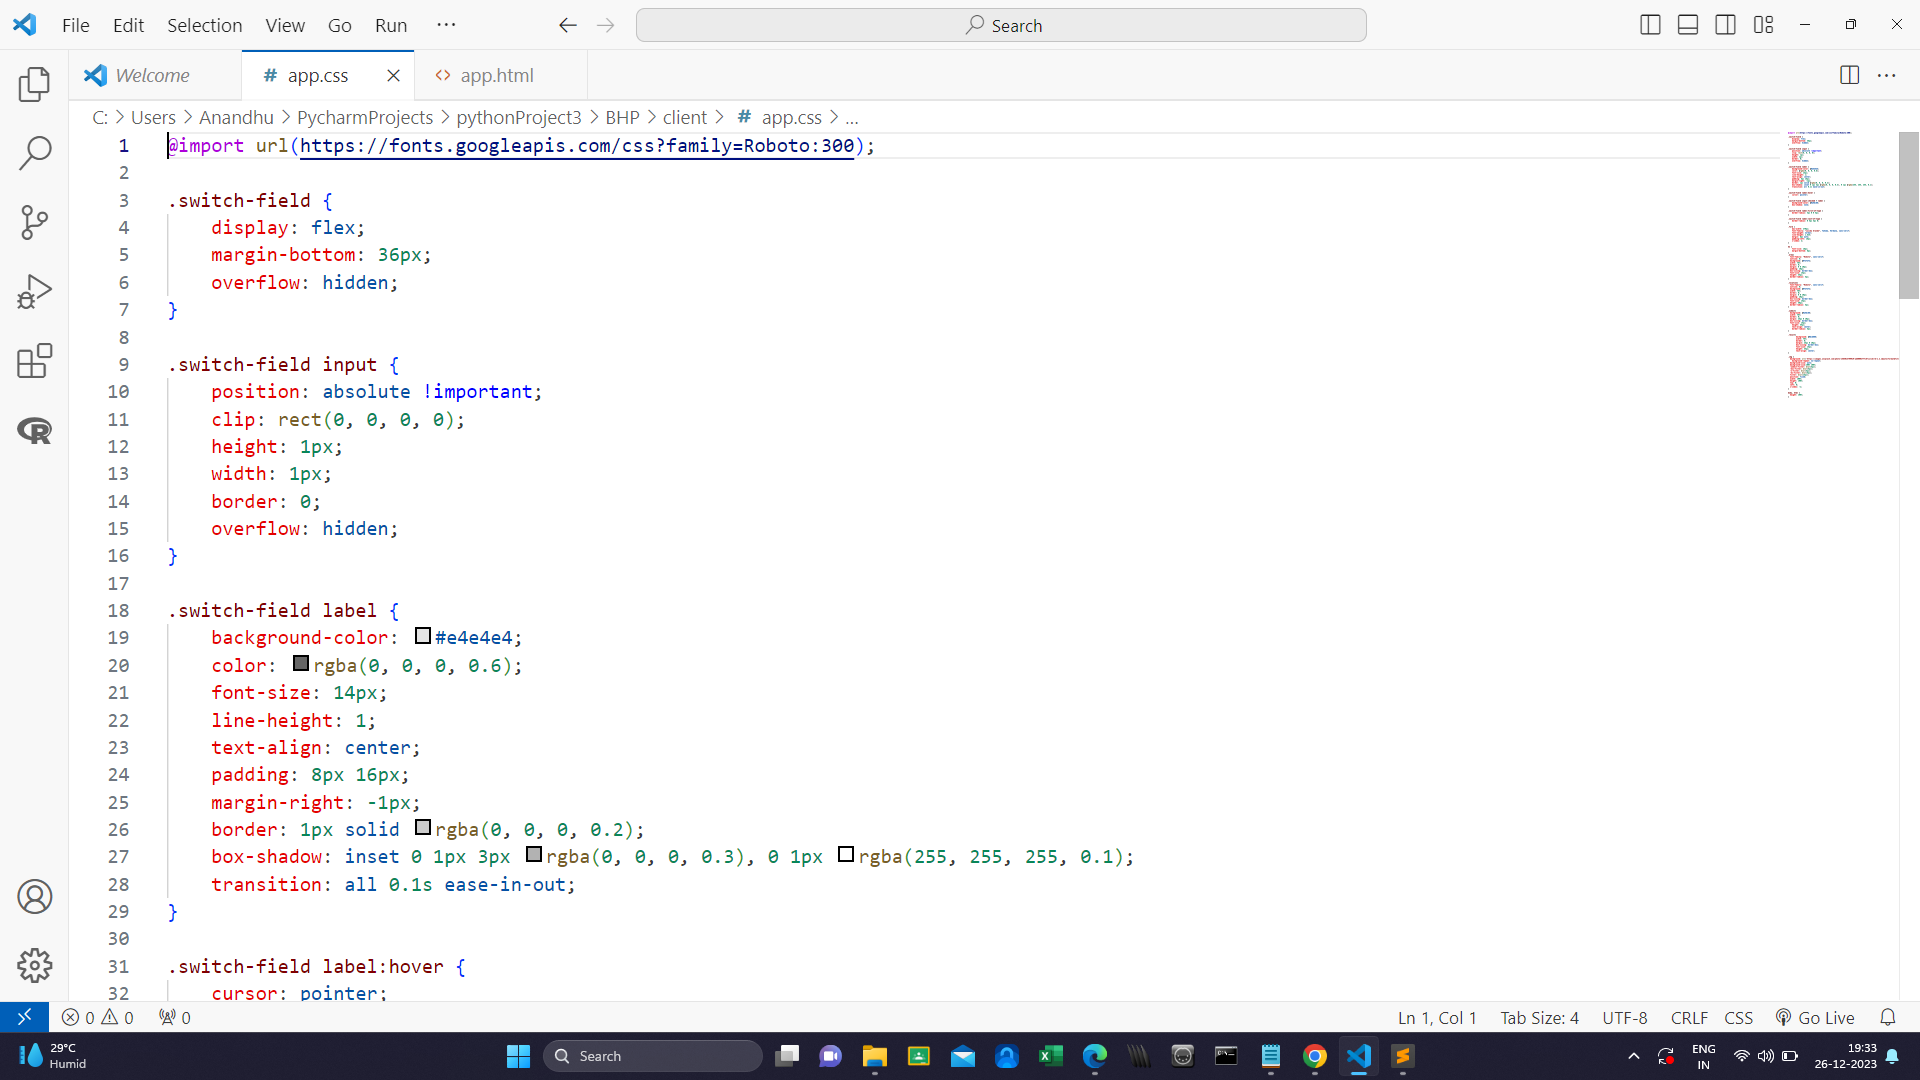 File Edit Selection View Go Run ··· Search
Welcome # app.css app.html
C: > Users > Anandhu > PycharmProjects > pythonProject3 > BHP > client > # app.css > ...
1 @import url(https://fonts.googleapis.com/css?family=Roboto:300);
2
3 .switch-field {
4 display: flex;
5 margin-bottom: 36px;
6 overflow: hidden;
7 }
8
9 .switch-field input {
10 position: absolute !important;
11 clip: rect(0, 0, 0, 0);
12 height: 1px;
13 width: 1px;
14 border: 0;
15 overflow: hidden;
16 }
17
18 .switch-field label {
19 background-color: #e4e4e4;
20 color: rgba(0, 0, 0, 0.6);
21 font-size: 14px;
22 line-height: 1;
23 text-align: center;
24 padding: 8px 16px;
25 margin-right: -1px;
26 border: 1px solid rgba(0, 0, 0, 0.2);
27 box-shadow: inset 0 1px 3px rgba(0, 0, 0, 0.3), 0 1px rgba(255, 255, 255, 0.1);
28 transition: all 0.1s ease-in-out;
29 }
30
31 .switch-field label:hover {
32 cursor: pointer;
0 0 0 Ln 1, Col 1 Tab Size: 4 UTF-8 CRLF CSS Go Live
29°C
Humid
Search
ENG
IN
19:33
26-12-2023